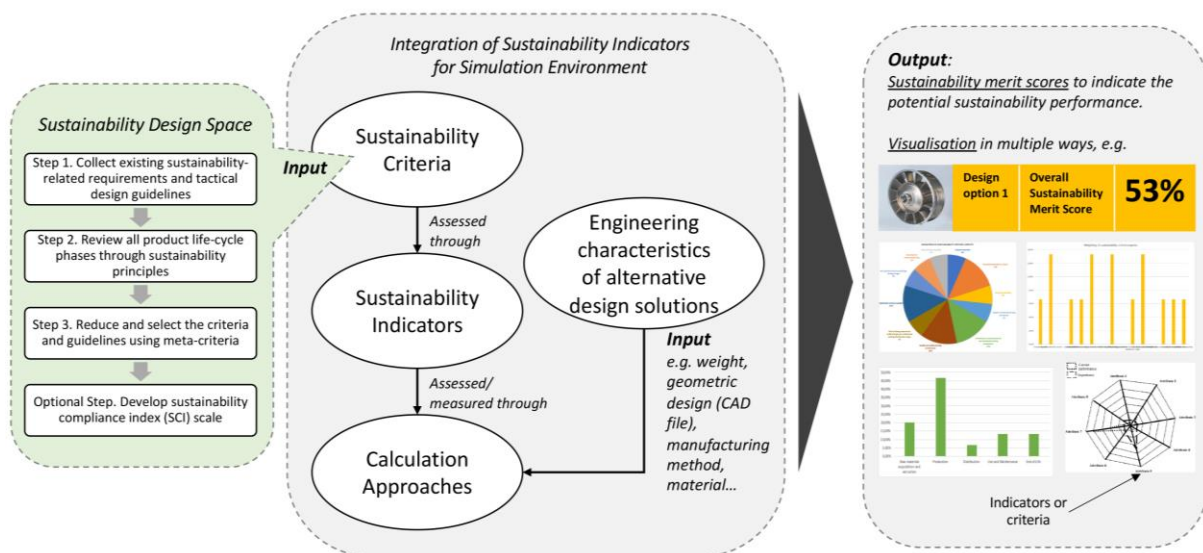 Sustainability Design Space
Step 1. Collect existing sustainability-
related requirements and tactical
design guidelines
Step 2. Review all product life-cycle
phases through sustainability
principles
Step 3. Reduce and select the criteria
and guidelines using meta-criteria
Optional Step. Develop sustainability
compliance index (SCI) scale
Input
Integration of Sustainability Indicators
for Simulation Environment
Sustainability
Criteria
Assessed
through
Sustainability
Indicators
Assessed/
measured through
Calculation
Approaches
Engineering
characteristics
of alternative
design solutions
Input
e.g. weight,
geometric
design (CAD
file),
manufacturing
method,
material...
Output:
Sustainability merit scores to indicate the
potential sustainability performance.
Visualisation in multiple ways, e.g.
Design
option 1
Overall
Sustainability
Merit Score
53%
Indicators or
criteria